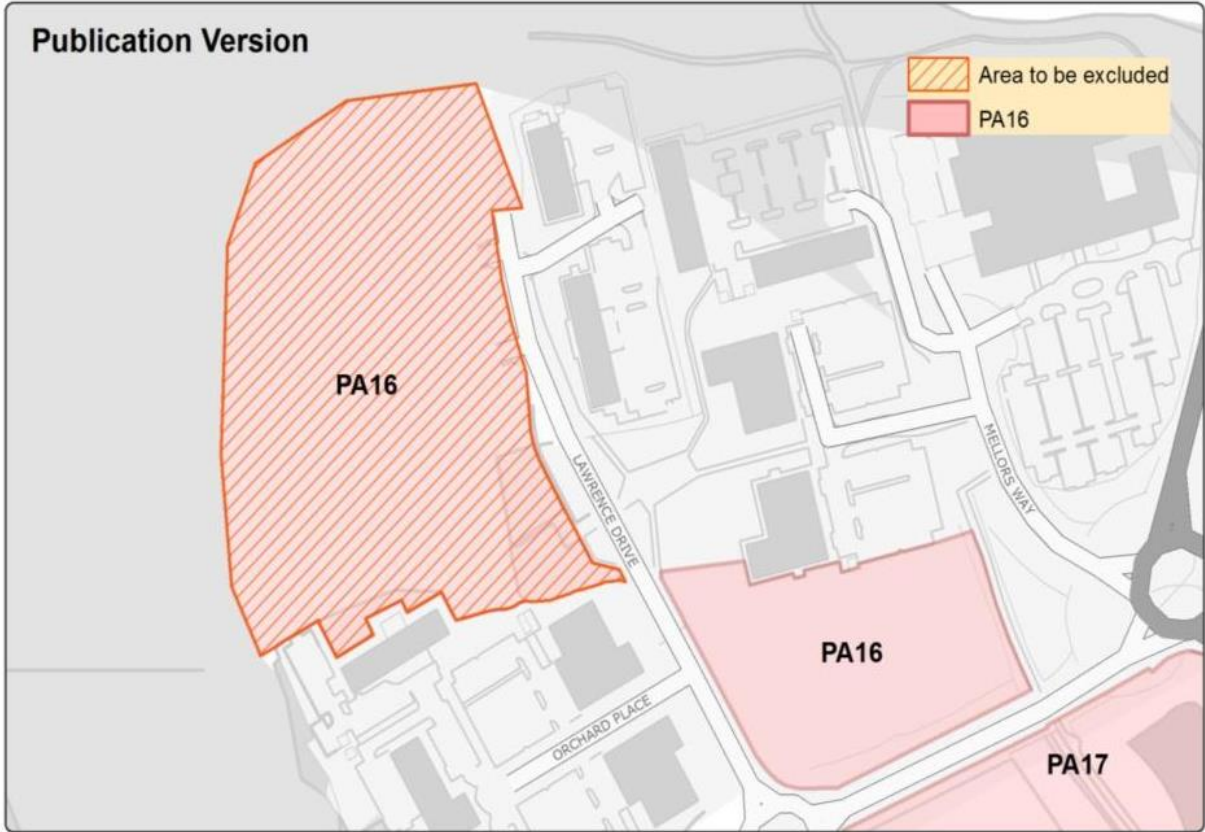 Publication Version
Area to be excluded
PA16
PA16
LAWRENCE DRIVE
MELLORS WAY
PA16
ORCHARD PLACE
PA17